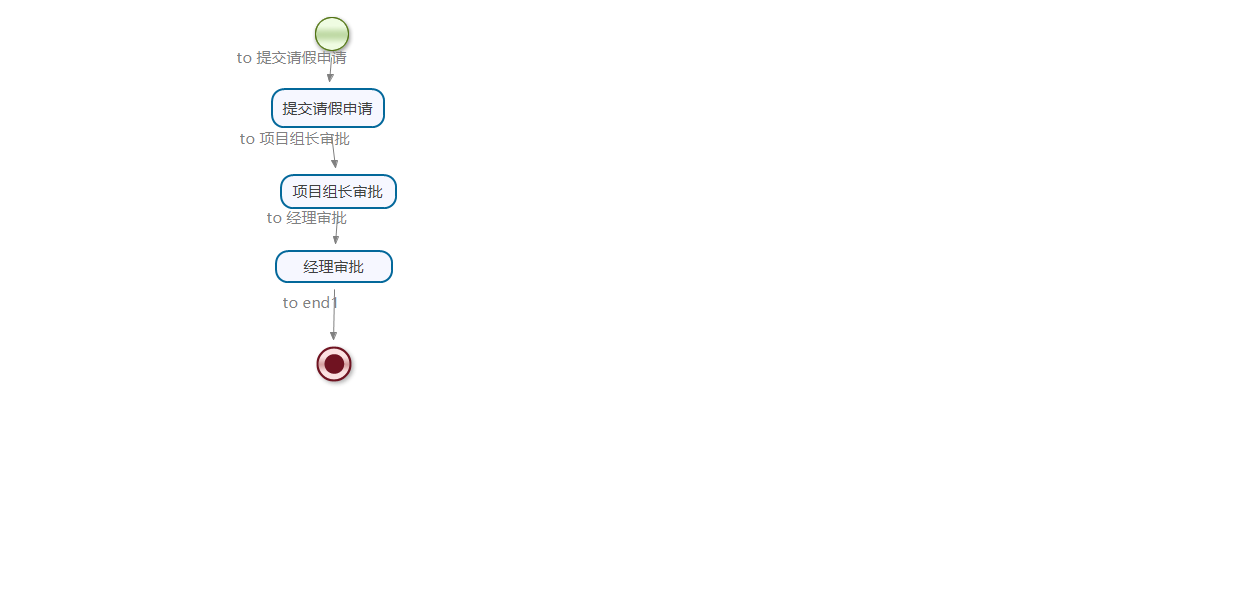 to 提交请假申请
提交请假申请
to 项目组长审批
项目组长审批
to 经理审批
经理审批
to end1